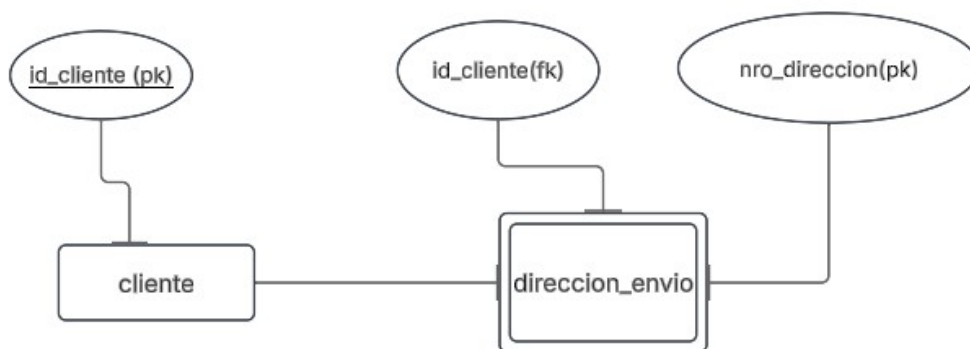 id_cliente (pk)
id_cliente(fk)
nro_direccion(pk)
cliente
direccion_envio